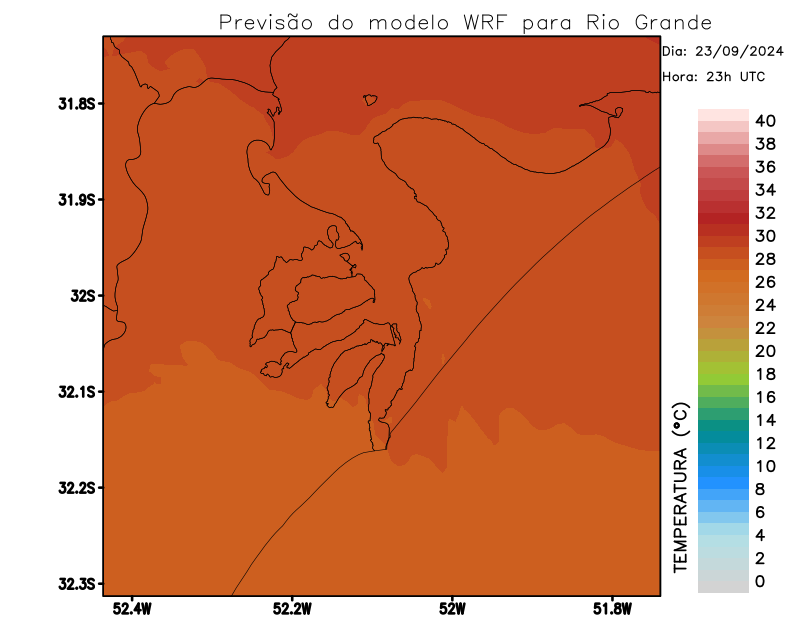 Previsão do modelo WRF para Rio Grande
Dia: 23/09/2024
Hora: 23h UTC
31.8S
31.9S
32S
32.1S
32.2S
32.3S
52.4W
52.2W
52W
51.8W
TEMPERATURA (°C)
40
38
36
34
32
30
28
26
24
22
20
18
16
14
12
10
8
6
4
2
0